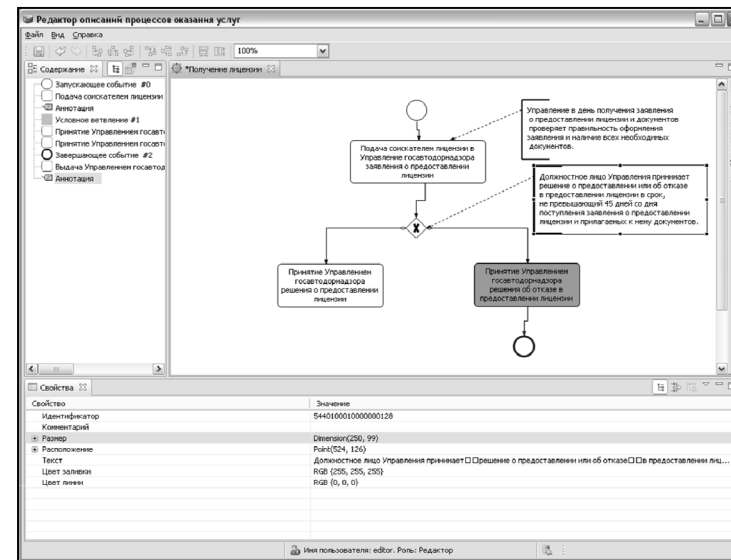 Редактор описаний процессов оказания услуг
Файл Вид Справка
100%
Содержание
*Получение лицензии
Запускающее событие #0
Подача соискателем лицензии
Аннотация
Условное ветвление #1
Принятие Управлением госавто
Принятие Управлением госавто
Завершающее событие #2
Выдача Управлением госавтод
Аннотация
Управление в день получения заявления
о предоставлении лицензии и документов
проверяет правильность оформления
заявления и наличие всех необходимых
документов.
Подача соискателем лицензии в
Управление госавтодорнадзора
заявления о предоставлении
лицензии
Должностное лицо Управления принимает
решение о предоставлении или об отказе
в предоставлении лицензии в срок,
не превышающий 45 дней со дня
поступления заявления о предоставлении
лицензии и прилагаемых к нему документов.
X
Принятие Управлением
госавтодорнадзора
решения о предоставлении
лицензии
Принятие Управлением
госавтодорнадзора
решения об отказе в
предоставлении лицензии
Свойства
Свойство Значение
Идентификатор 5440100010000000128
Комментарий
Размер Dimension(250, 99)
Расположение Point(524, 126)
Текст Должностное лицо Управления принимает□□решение о предоставлении или об отказе□□в предоставлении лиц...
Цвет заливки RGB {255, 255, 255}
Цвет линии RGB {0, 0, 0}
Имя пользователя: editor. Роль: Редактор